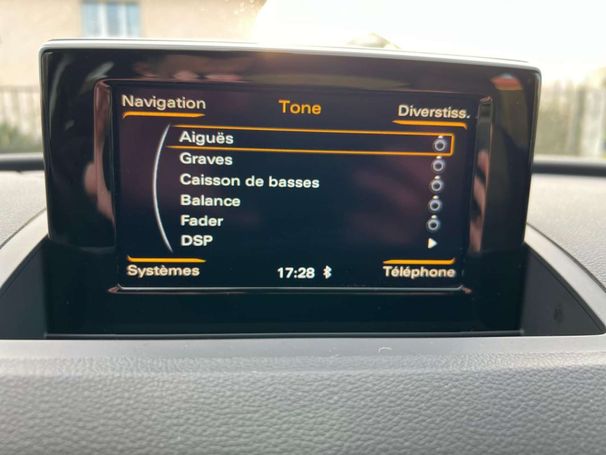 Navigation
Tone
Diverstiss.
Aiguës
Graves
Caisson de basses
Balance
Fader
DSP
Systèmes
17:28
Téléphone